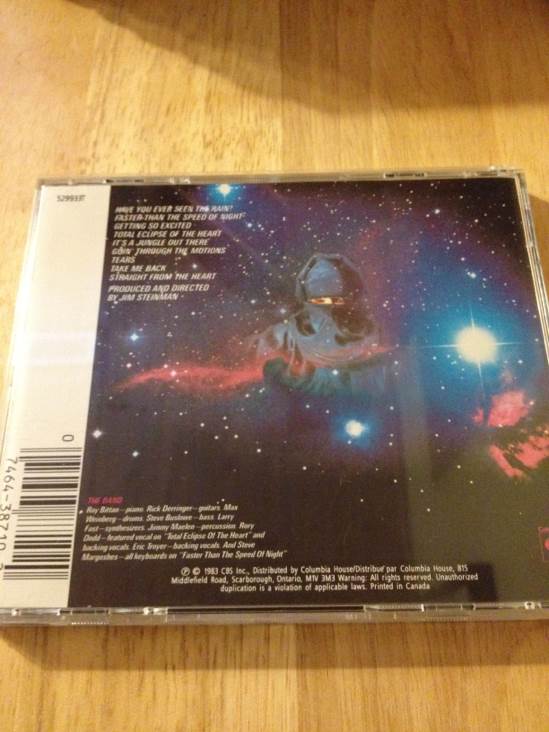 529933T
HAVE YOU EVER SEEN THE RAIN?
FASTER THAN THE SPEED OF NIGHT
GETTING SO EXCITED
TOTAL ECLIPSE OF THE HEART
IT'S A JUNGLE OUT THERE
GOIN' THROUGH THE MOTIONS
TEARS
TAKE ME BACK
STRAIGHT FROM THE HEART
PRODUCED AND DIRECTED
BY JIM STEINMAN
0
7464-38710
THE BAND
Roy Bittan—piano. Rick Derringer—guitars. Max
Weinberg—drums. Steve Buslowe—bass. Larry
Fast—synthesizers. Jimmy Maelen—percussion. Rory
Dodd—featured vocal on "Total Eclipse Of The Heart" and
backing vocals. Eric Troyer—backing vocals. And Steve
Margoshes—all keyboards on "Faster Than The Speed Of Night"
℗ © 1983 CBS Inc., Distributed by Columbia House/Distribué par Columbia House, 815
Middlefield Road, Scarborough, Ontario, M1V 3M3 Warning: All rights reserved. Unauthorized
duplication is a violation of applicable laws. Printed in Canada